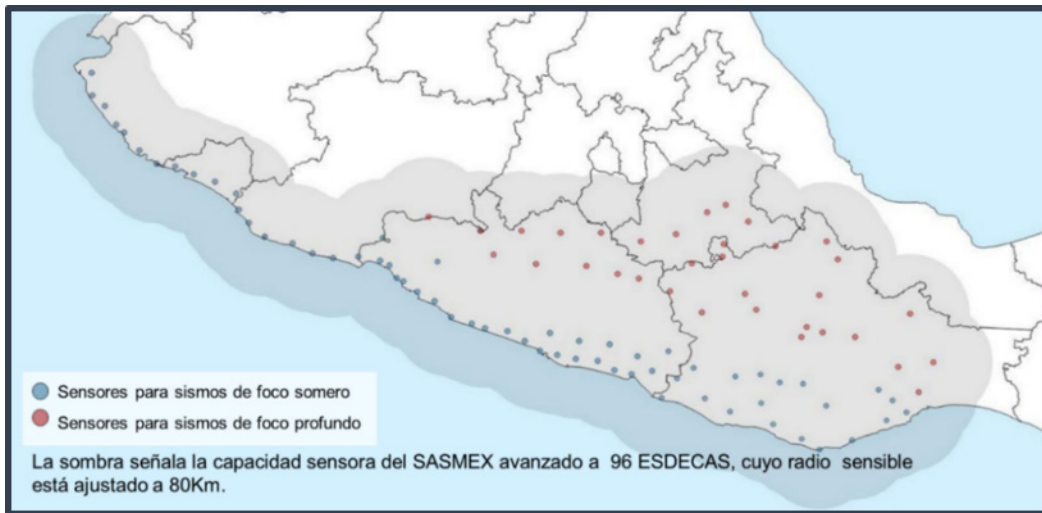 Sensores para sismos de foco somero
Sensores para sismos de foco profundo
La sombra señala la capacidad sensora del SASMEX avanzado a 96 ESDECAS, cuyo radio sensible
está ajustado a 80Km.